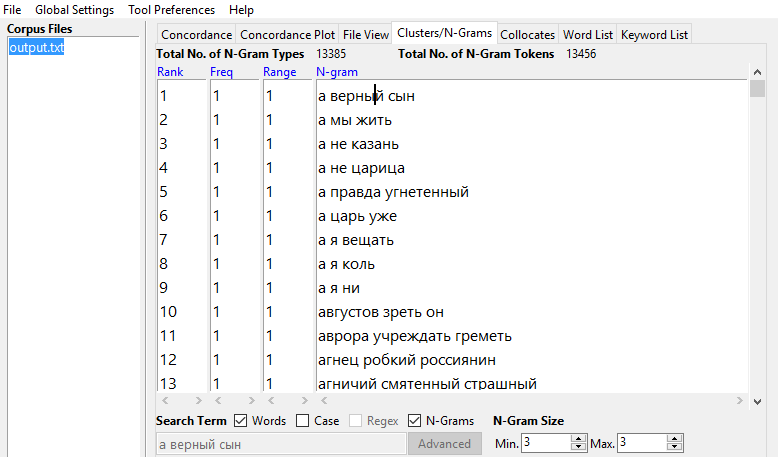 File Global Settings Tool Preferences Help
Corpus Files
output.txt
Concordance Concordance Plot File View Clusters/N-Grams Collocates Word List Keyword List
Total No. of N-Gram Types 13385 Total No. of N-Gram Tokens 13456
Rank Freq Range N-gram
1 1 1 а верный сын
2 1 1 а мы жить
3 1 1 а не казань
4 1 1 а не царица
5 1 1 а правда угнетенный
6 1 1 а царь уже
7 1 1 а я вещать
8 1 1 а я коль
9 1 1 а я ни
10 1 1 августов зреть он
11 1 1 аврора учреждать греметь
12 1 1 агнец робкий россиянин
13 1 1 агничий смятенный страшный
Search Term Words Case Regex N-Grams N-Gram Size
а верный сын Advanced Min. 3 Max. 3